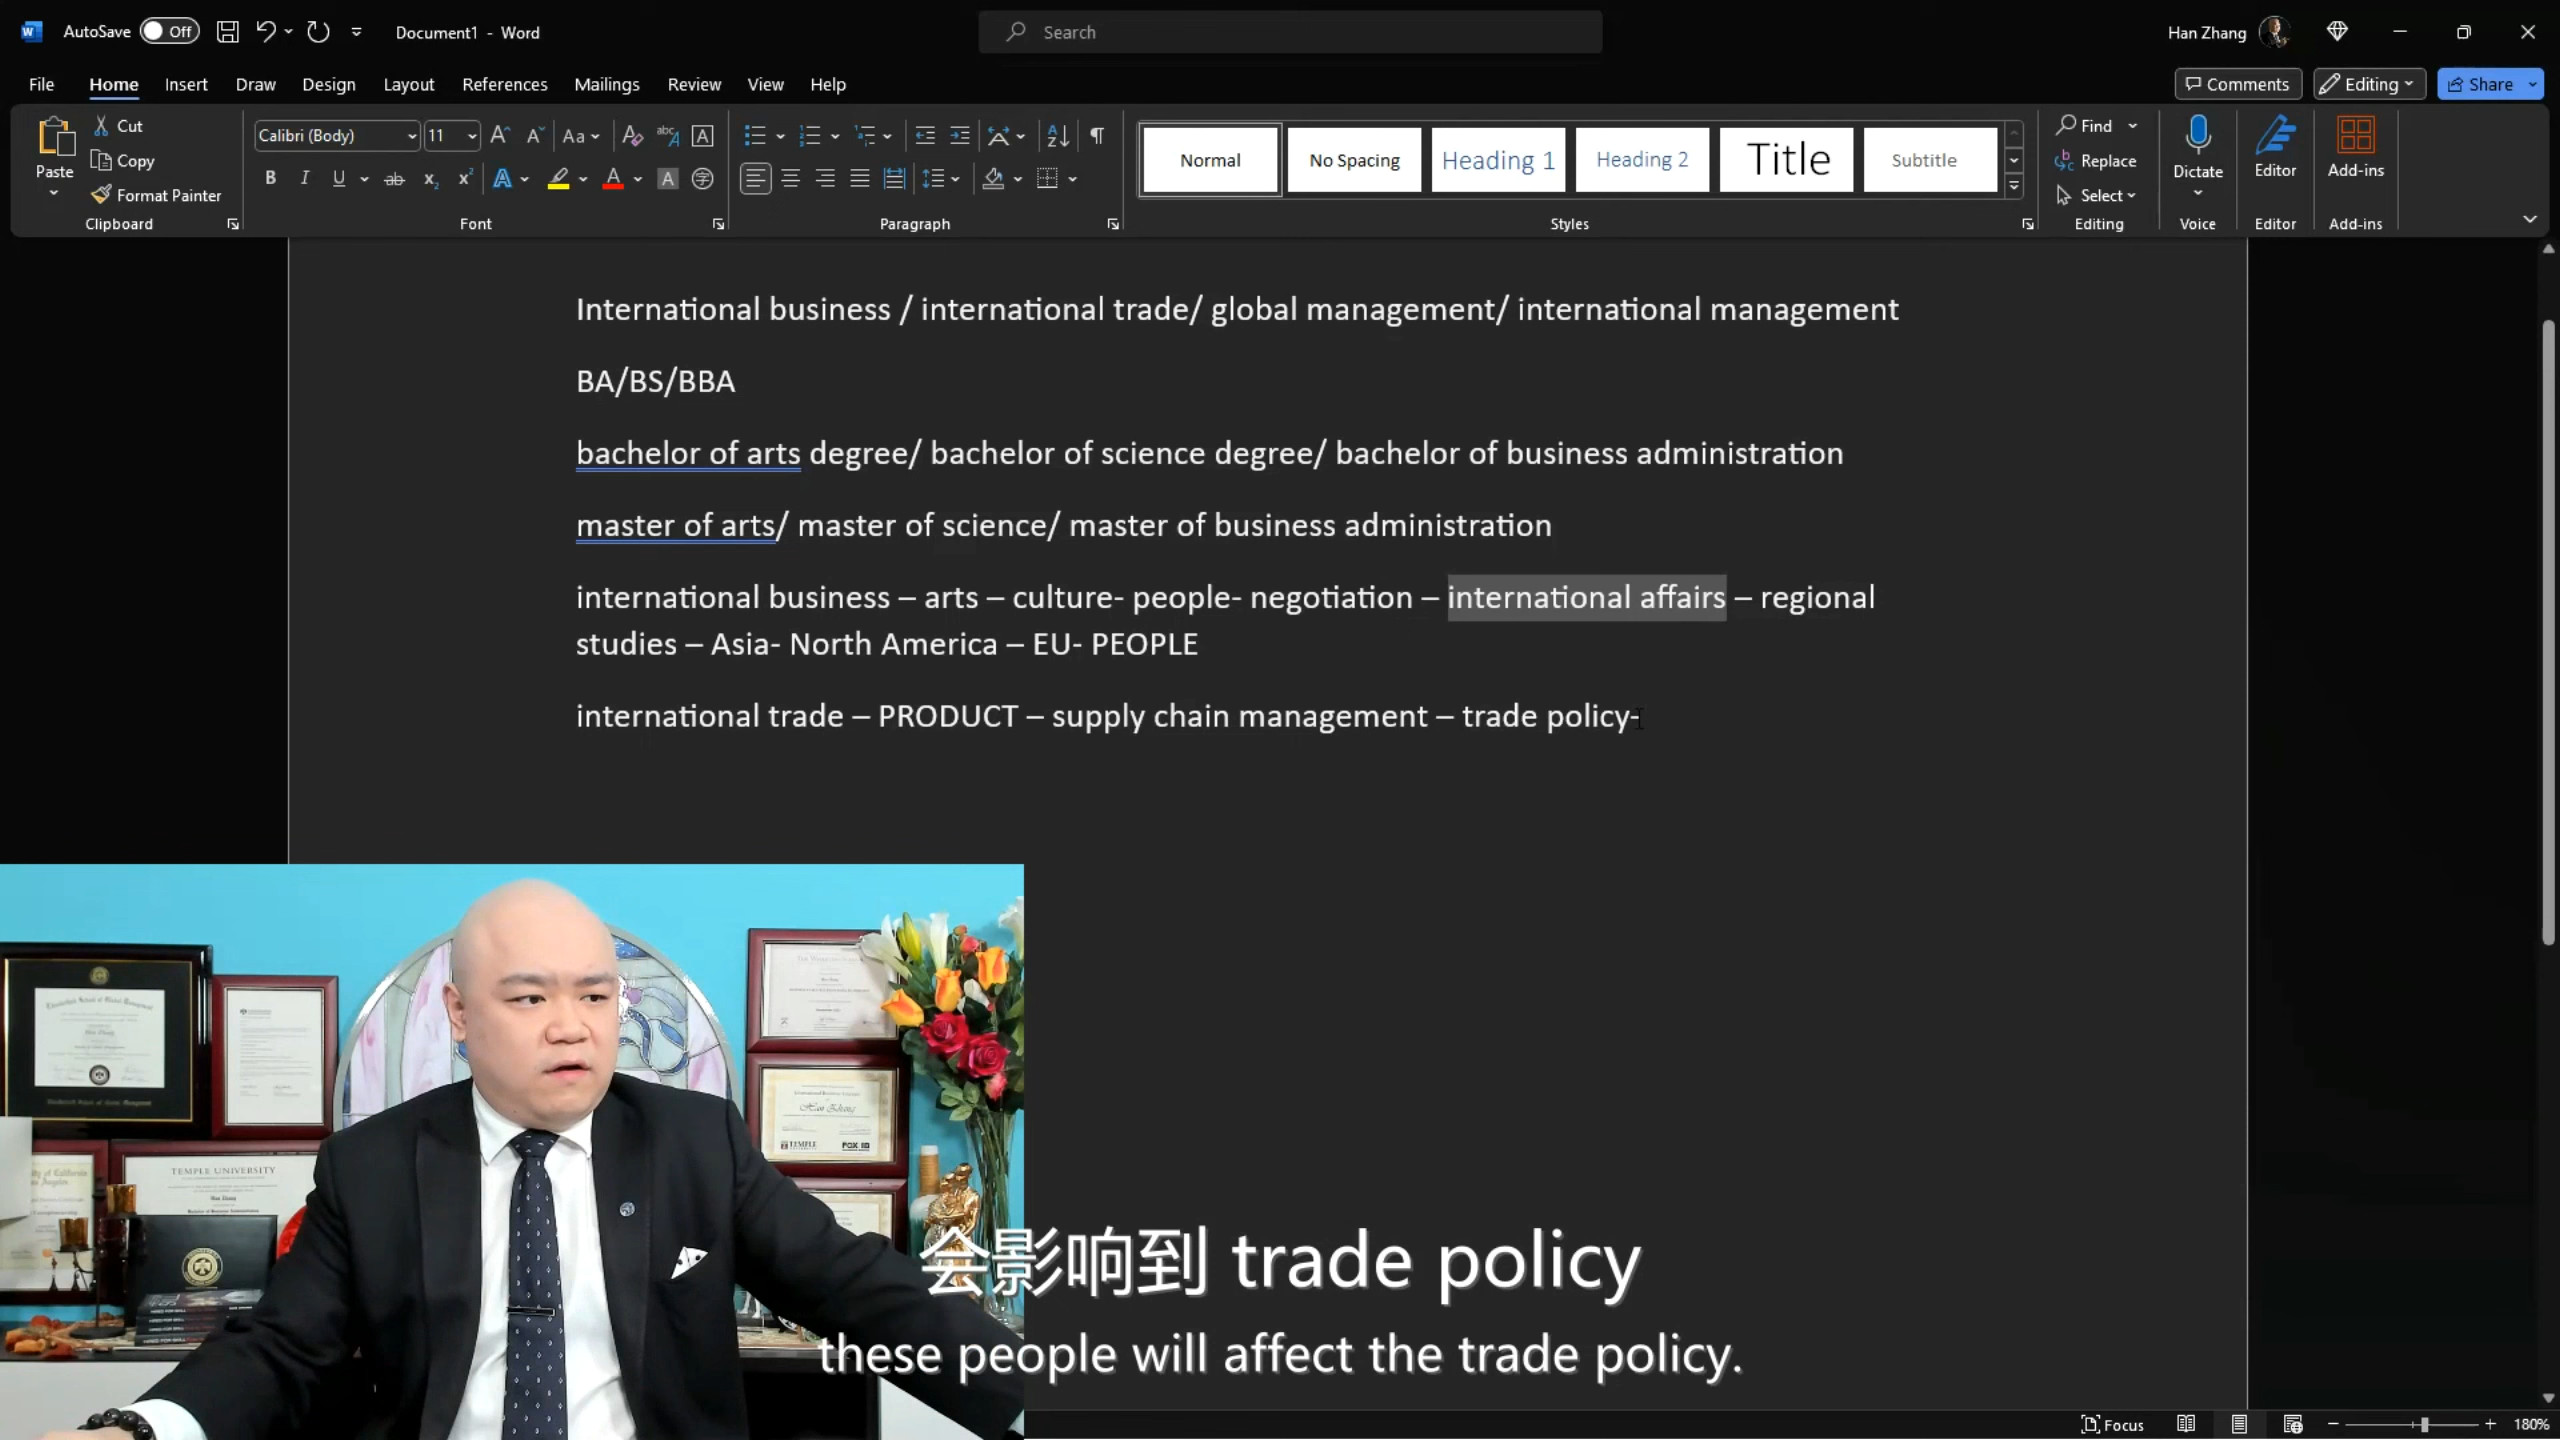 AutoSave Off Document1 - Word Search Han Zhang
File Home Insert Draw Design Layout References Mailings Review View Help Comments Editing Share
Paste Cut Copy Format Painter Clipboard
Calibri (Body) 11 Font
Paragraph
Normal No Spacing Heading 1 Heading 2 Title Subtitle Styles
Find Replace Select Editing
Dictate Voice
Editor Editor
Add-ins Add-ins
International business / international trade/ global management/ international management
BA/BS/BBA
bachelor of arts degree/ bachelor of science degree/ bachelor of business administration
master of arts/ master of science/ master of business administration
international business – arts – culture- people- negotiation – international affairs – regional
studies – Asia- North America – EU- PEOPLE
international trade – PRODUCT – supply chain management – trade policy-
TEMPLE UNIVERSITY
Han Zhang
TEMPLE
FOX
会影响到 trade policy
these people will affect the trade policy.
Focus 180%